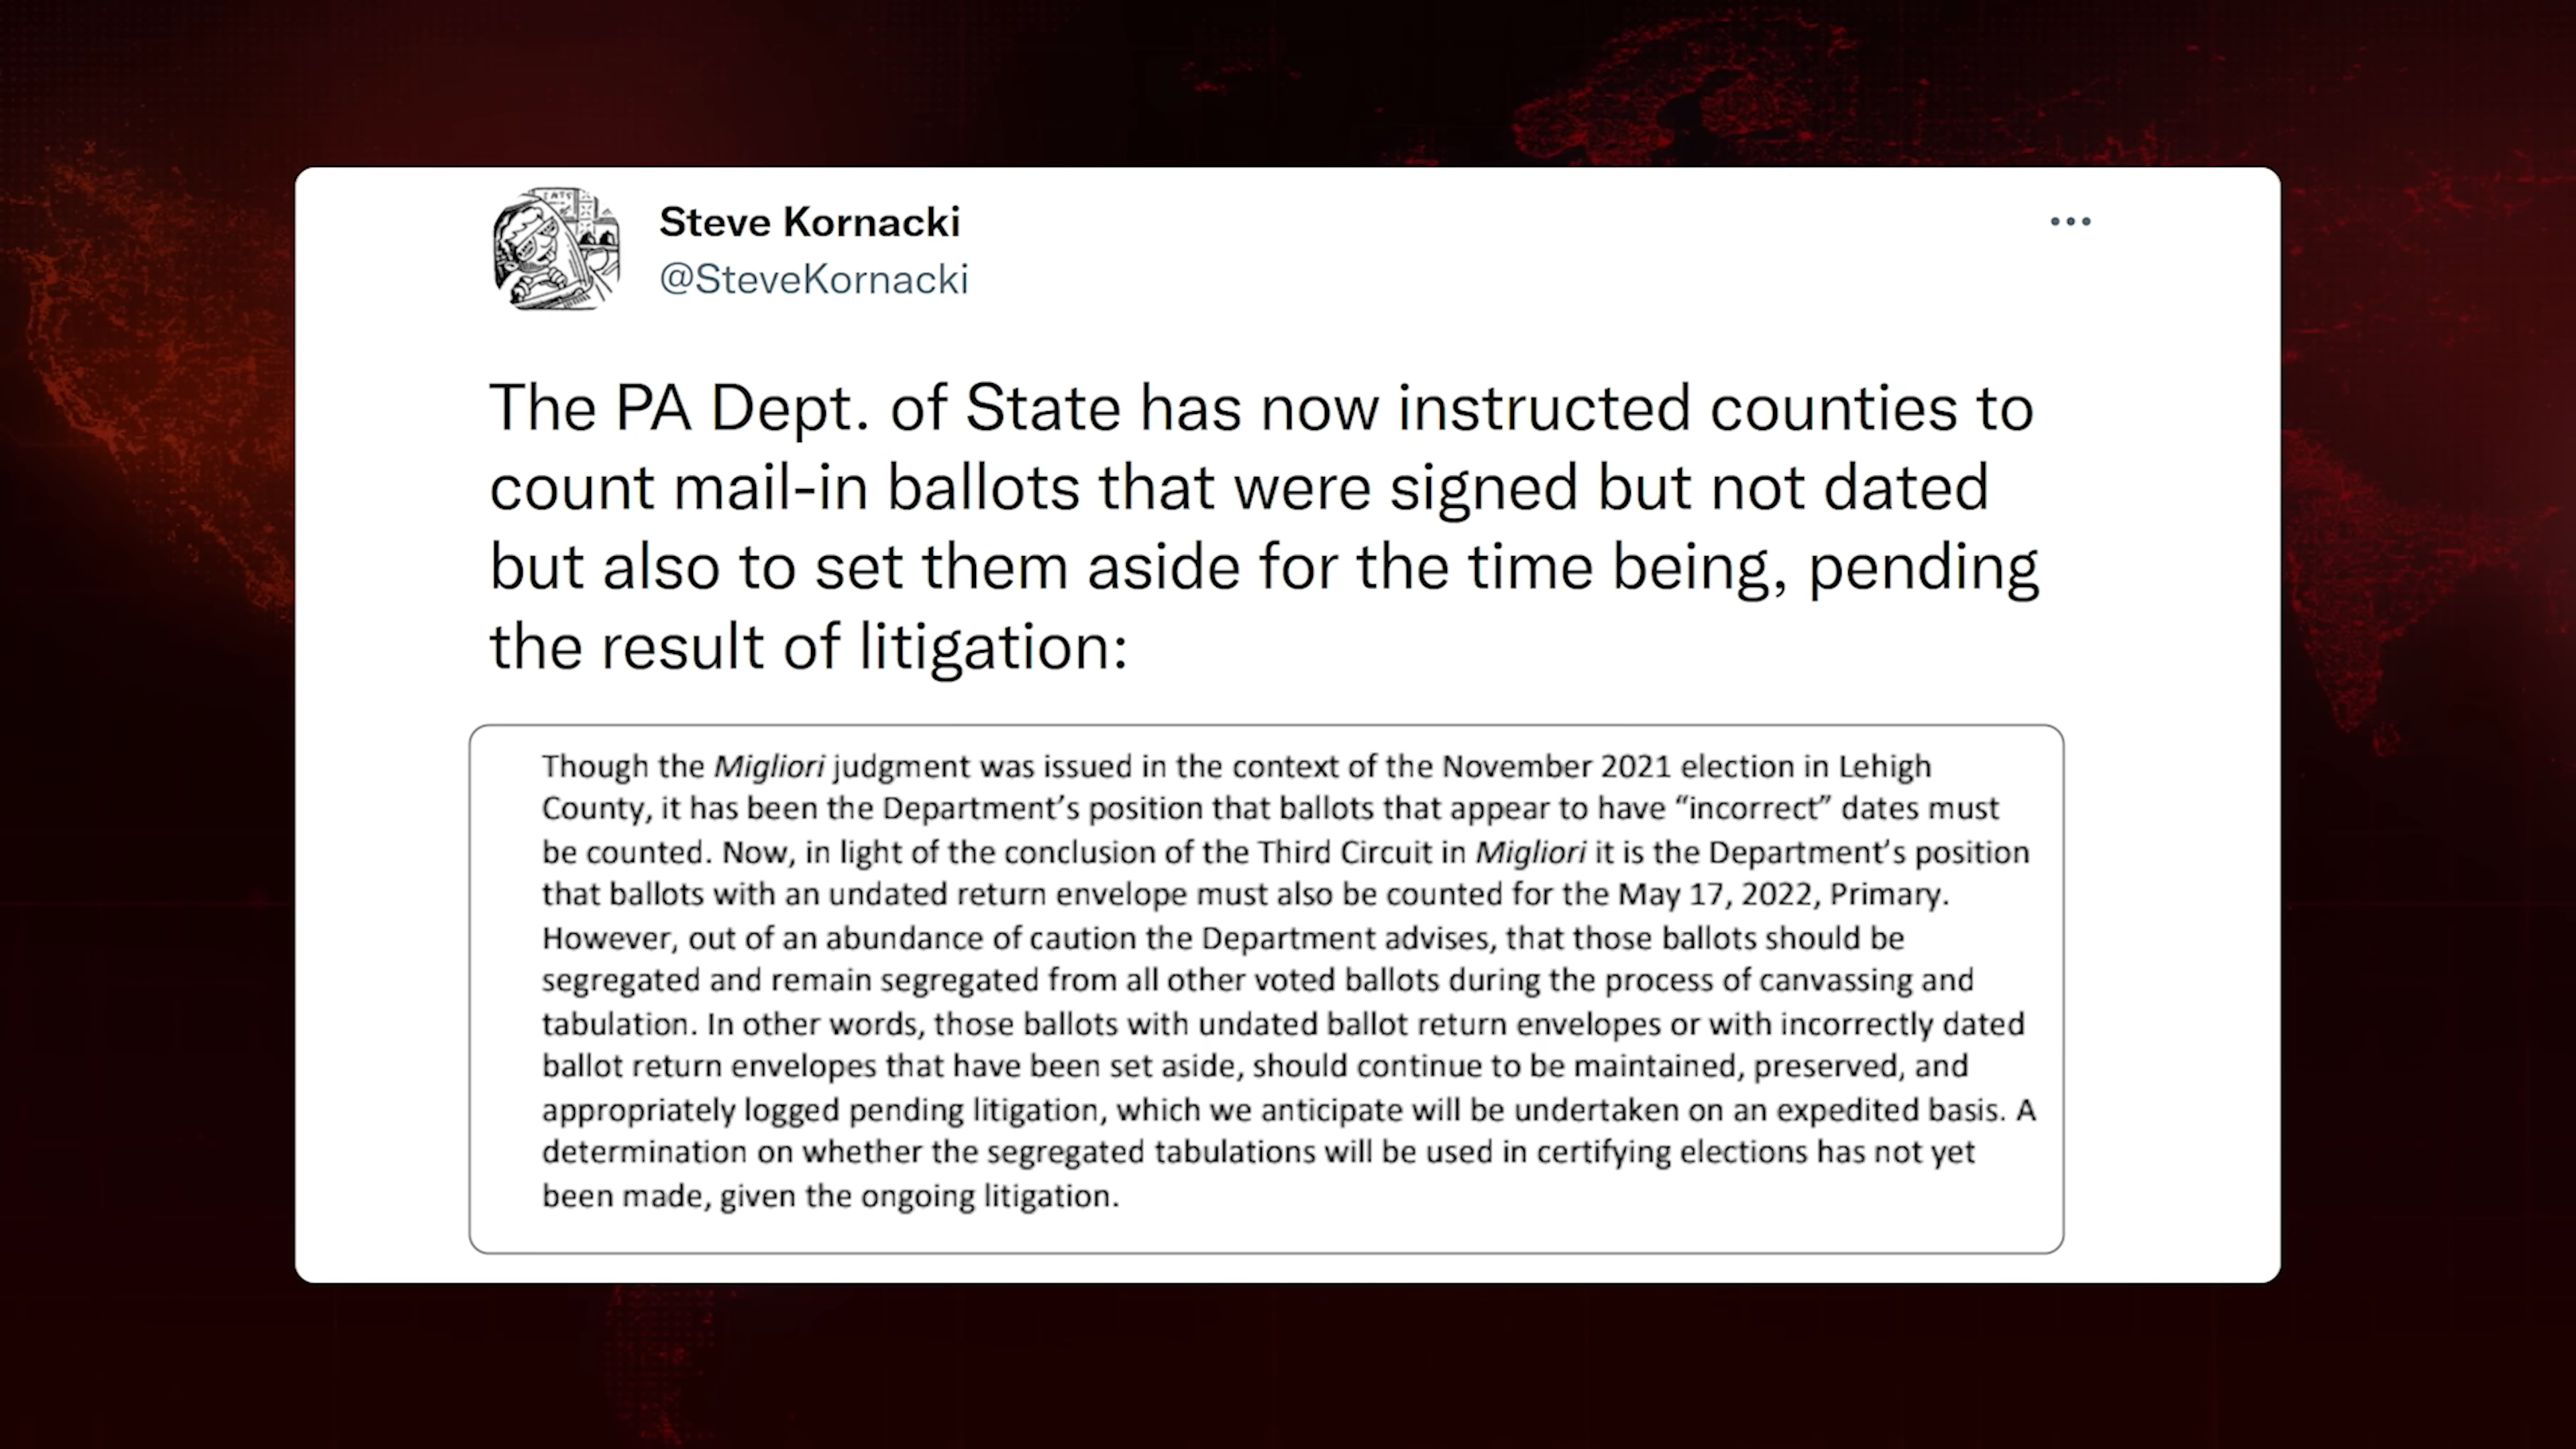 Steve Kornacki
@SteveKornacki
The PA Dept. of State has now instructed counties to
count mail-in ballots that were signed but not dated
but also to set them aside for the time being, pending
the result of litigation:
Though the Migliori judgment was issued in the context of the November 2021 election in Lehigh
County, it has been the Department’s position that ballots that appear to have “incorrect” dates must
be counted. Now, in light of the conclusion of the Third Circuit in Migliori it is the Department’s position
that ballots with an undated return envelope must also be counted for the May 17, 2022, Primary.
However, out of an abundance of caution the Department advises, that those ballots should be
segregated and remain segregated from all other voted ballots during the process of canvassing and
tabulation. In other words, those ballots with undated ballot return envelopes or with incorrectly dated
ballot return envelopes that have been set aside, should continue to be maintained, preserved, and
appropriately logged pending litigation, which we anticipate will be undertaken on an expedited basis. A
determination on whether the segregated tabulations will be used in certifying elections has not yet
been made, given the ongoing litigation.